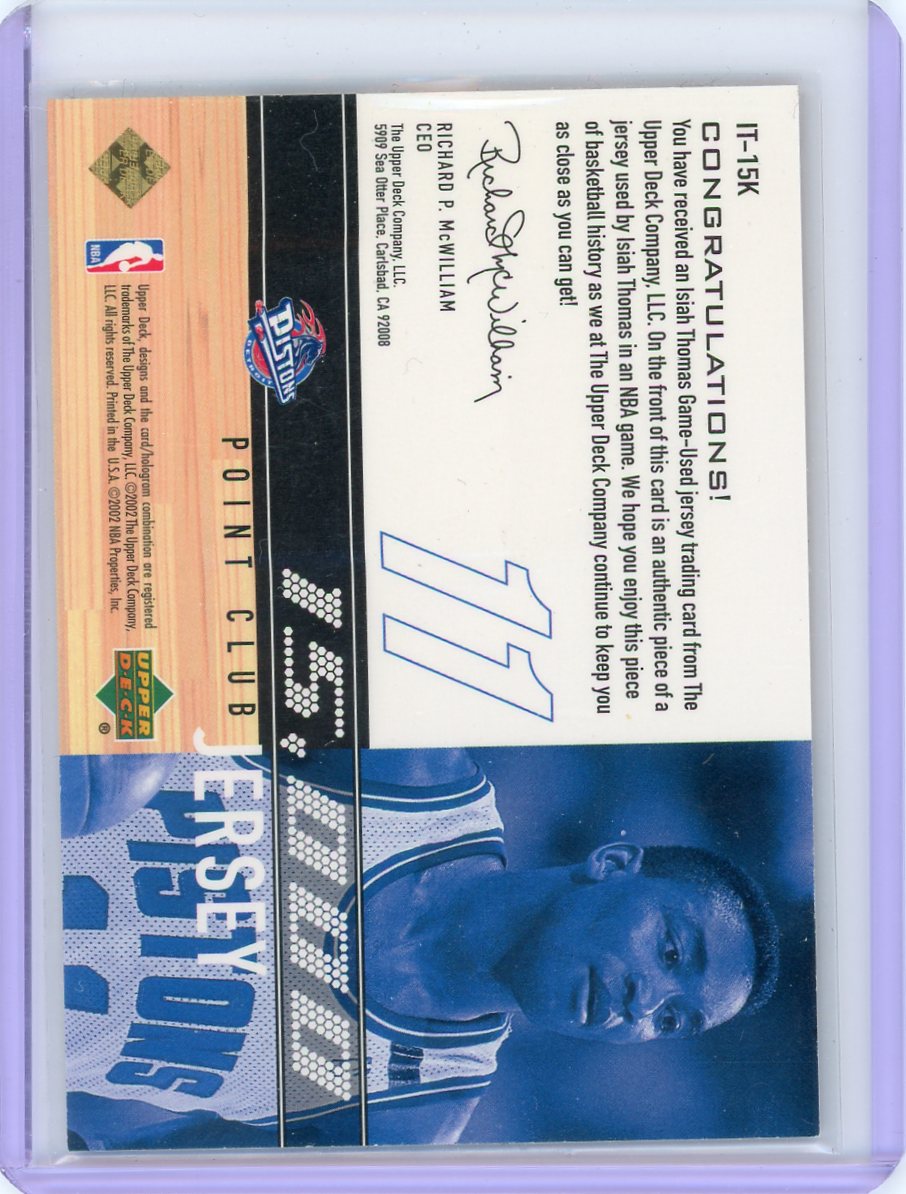 IT-15K
CONGRATULATIONS!
You have received an Isiah Thomas Game-Used jersey trading card from The
Upper Deck Company, LLC. On the front of this card is an authentic piece of a
jersey used by Isiah Thomas in an NBA game. We hope you enjoy this piece
of basketball history as we at The Upper Deck Company continue to keep you
as close as you can get!
Richard McWilliam
RICHARD P. McWILLIAM
CEO
The Upper Deck Company, LLC.
5909 Sea Otter Place, Carlsbad, CA 92008
11
15,000
PISTONS
DETROIT
POINT CLUB
JERSEY
PISTONS
NBA
Upper Deck, designs and the card/hologram combination are registered
trademarks of The Upper Deck Company, LLC. ©2002 The Upper Deck Company,
LLC. All rights reserved. Printed in the U.S.A. ©2002 NBA Properties, Inc.
UPPER
D·E·C·K
®